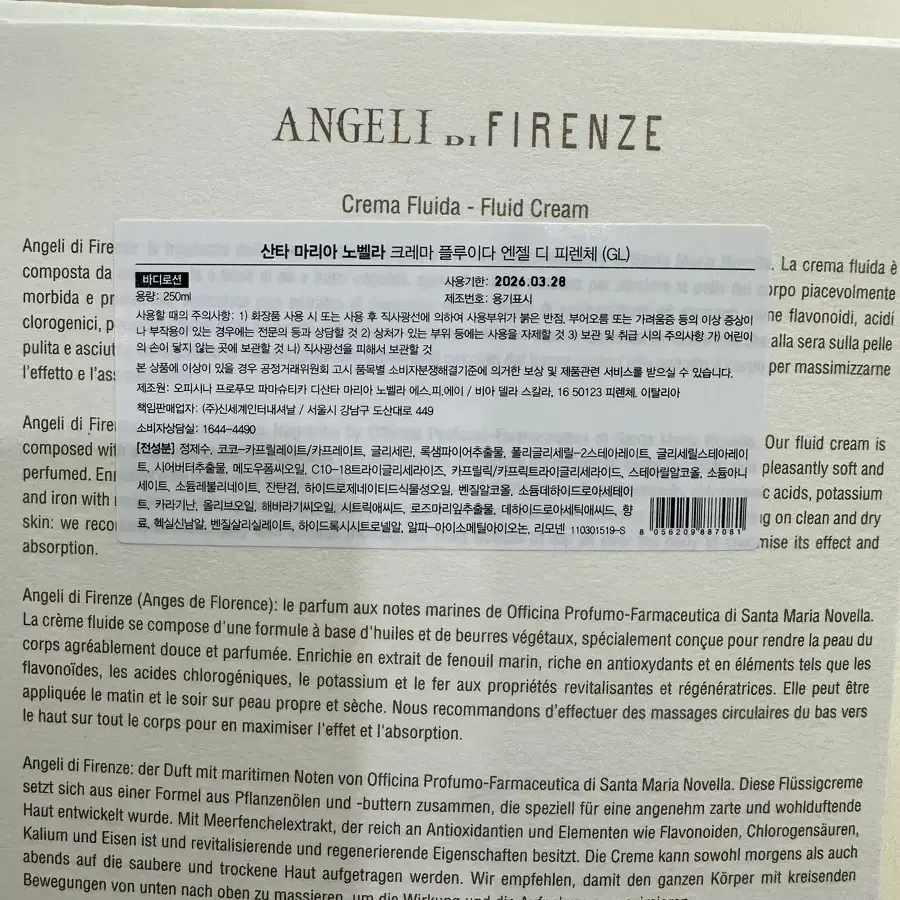 ANGELI DI FIRENZE
Crema Fluida - Fluid Cream
Angeli di Fire
. La crema fluida è
composta da
orpo piacevolmente
morbida e pr
ne flavonoidi, acidi
clorogenici, p
alla sera sulla pelle
pulita e asciut
per massimizzarne
l'effetto e l'ass
산타 마리아 노벨라 크레마 플루이다 엔젤 디 피렌체 (GL)
바디로션
사용기한: 2026.03.28
용량: 250ml
제조번호: 용기표시
사용할 때의 주의사항: 1) 화장품 사용 시 또는 사용 후 직사광선에 의하여 사용부위가 붉은 반점, 부어오름 또는 가려움증 등의 이상 증상이
나 부작용이 있는 경우에는 전문의 등과 상담할 것 2) 상처가 있는 부위 등에는 사용을 자제할 것 3) 보관 및 취급 시의 주의사항 가) 어린이
의 손이 닿지 않는 곳에 보관할 것 나) 직사광선을 피해서 보관할 것
본 상품에 이상이 있을 경우 공정거래위원회 고시 품목별 소비자분쟁해결기준에 의거한 보상 및 제품관련 서비스를 받으실 수 있습니다.
제조원: 오피시나 프로푸모 파마슈티카 디산타 마리아 노벨라 에스.피.에이 / 비아 델라 스칼라, 16 50123 피렌체, 이탈리아
책임판매업자: (주)신세계인터내셔날 / 서울시 강남구 도산대로 449
소비자상담실: 1644-4490
[전성분] 정제수, 코코-카프릴레이트/카프레이트, 글리세린, 록샘파이어추출물, 폴리글리세릴-2스테아레이트, 글리세릴스테아레이
트, 시어버터추출물, 메도우폼씨오일, C10-18트라이글리세라이즈, 카프릴릭/카프릭트라이글리세라이드, 스테아릴알코올, 소듐아니
세이트, 소듐레불리네이트, 잔탄검, 하이드로제네이티드식물성오일, 벤질알코올, 소듐데하이드로아세테이
트, 카라기난, 올리브오일, 해바라기씨오일, 시트릭애씨드, 로즈마리잎추출물, 데하이드로아세틱애씨드, 향
료, 헥실신남알, 벤질살리실레이트, 하이드록시시트로넬알, 알파-아이소메틸아이오논, 리모넨 110301519-S
8 056209 887081
Angeli di Firen
Our fluid cream is
composed with
pleasantly soft and
perfumed. Enri
c acids, potassium
and iron with r
ng on clean and dry
skin: we reco
mise its effect and
absorption.
Angeli di Firenze (Anges de Florence): le parfum aux notes marines de Officina Profumo-Farmaceutica di Santa Maria Novella.
La crème fluide se compose d'une formule à base d'huiles et de beurres végétaux, spécialement conçue pour rendre la peau du
corps agréablement douce et parfumée. Enrichie en extrait de fenouil marin, riche en antioxydants et en éléments tels que les
flavonoïdes, les acides chlorogéniques, le potassium et le fer aux propriétés revitalisantes et régénératrices. Elle peut être
appliquée le matin et le soir sur peau propre et sèche. Nous recommandons d'effectuer des massages circulaires du bas vers
le haut sur tout le corps pour en maximiser l'effet et l'absorption.
Angeli di Firenze: der Duft mit maritimen Noten von Officina Profumo-Farmaceutica di Santa Maria Novella. Diese Flüssigcreme
setzt sich aus einer Formel aus Pflanzenölen und -buttern zusammen, die speziell für eine angenehm zarte und wohlduftende
Haut entwickelt wurde. Mit Meerfenchelextrakt, der reich an Antioxidantien und Elementen wie Flavonoiden, Chlorogensäuren,
Kalium und Eisen ist und revitalisierende und regenerierende Eigenschaften besitzt. Die Creme kann sowohl morgens als auch
abends auf die saubere und trockene Haut aufgetragen werden. Wir empfehlen, damit den ganzen Körper mit kreisenden
Bewegungen von unten nach oben zu massieren, um die Wirkung und die